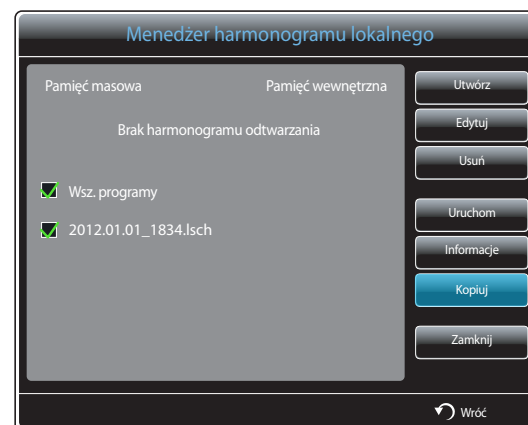 Menedżer harmonogramu lokalnego
Pamięć masowa Pamięć wewnętrzna
Brak harmonogramu odtwarzania
Wsz. programy
2012.01.01_1834.lsch
Utwórz
Edytuj
Usuń
Uruchom
Informacje
Kopiuj
Zamknij
Wróć